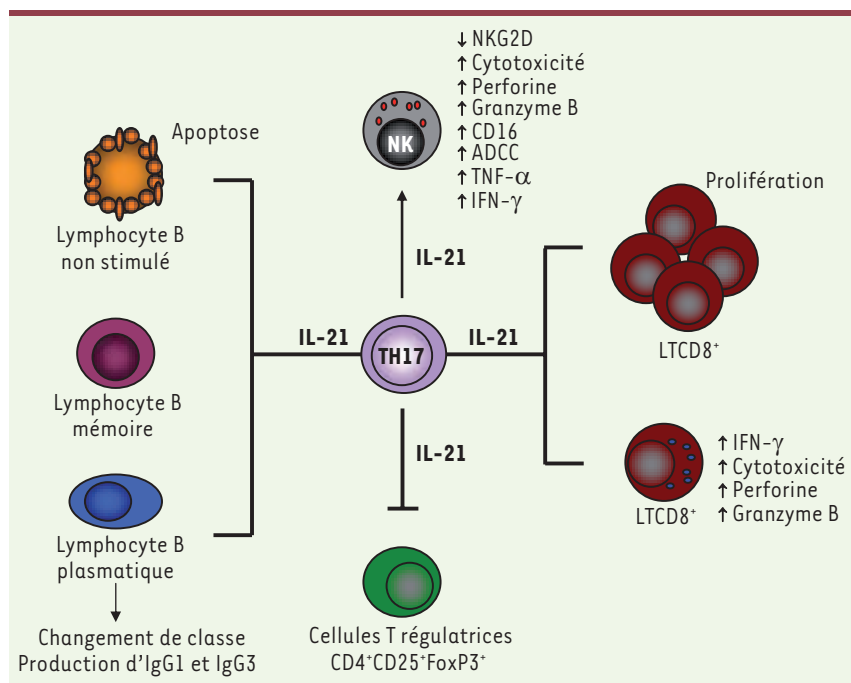 ↓ NKG2D
↑ Cytotoxicité
↑ Perforine
↑ Granzyme B
↑ CD16
↑ ADCC
↑ TNF-α
↑ IFN-γ
NK
Apoptose
Lymphocyte B
non stimulé
Prolifération
LTCD8⁺
IL-21
IL-21
TH17
IL-21
IL-21
Lymphocyte B
mémoire
↑ IFN-γ
↑ Cytotoxicité
↑ Perforine
↑ Granzyme B
LTCD8⁺
Lymphocyte B
plasmatique
Changement de classe
Production d'IgG1 et IgG3
Cellules T régulatrices
CD4⁺CD25⁺FoxP3⁺